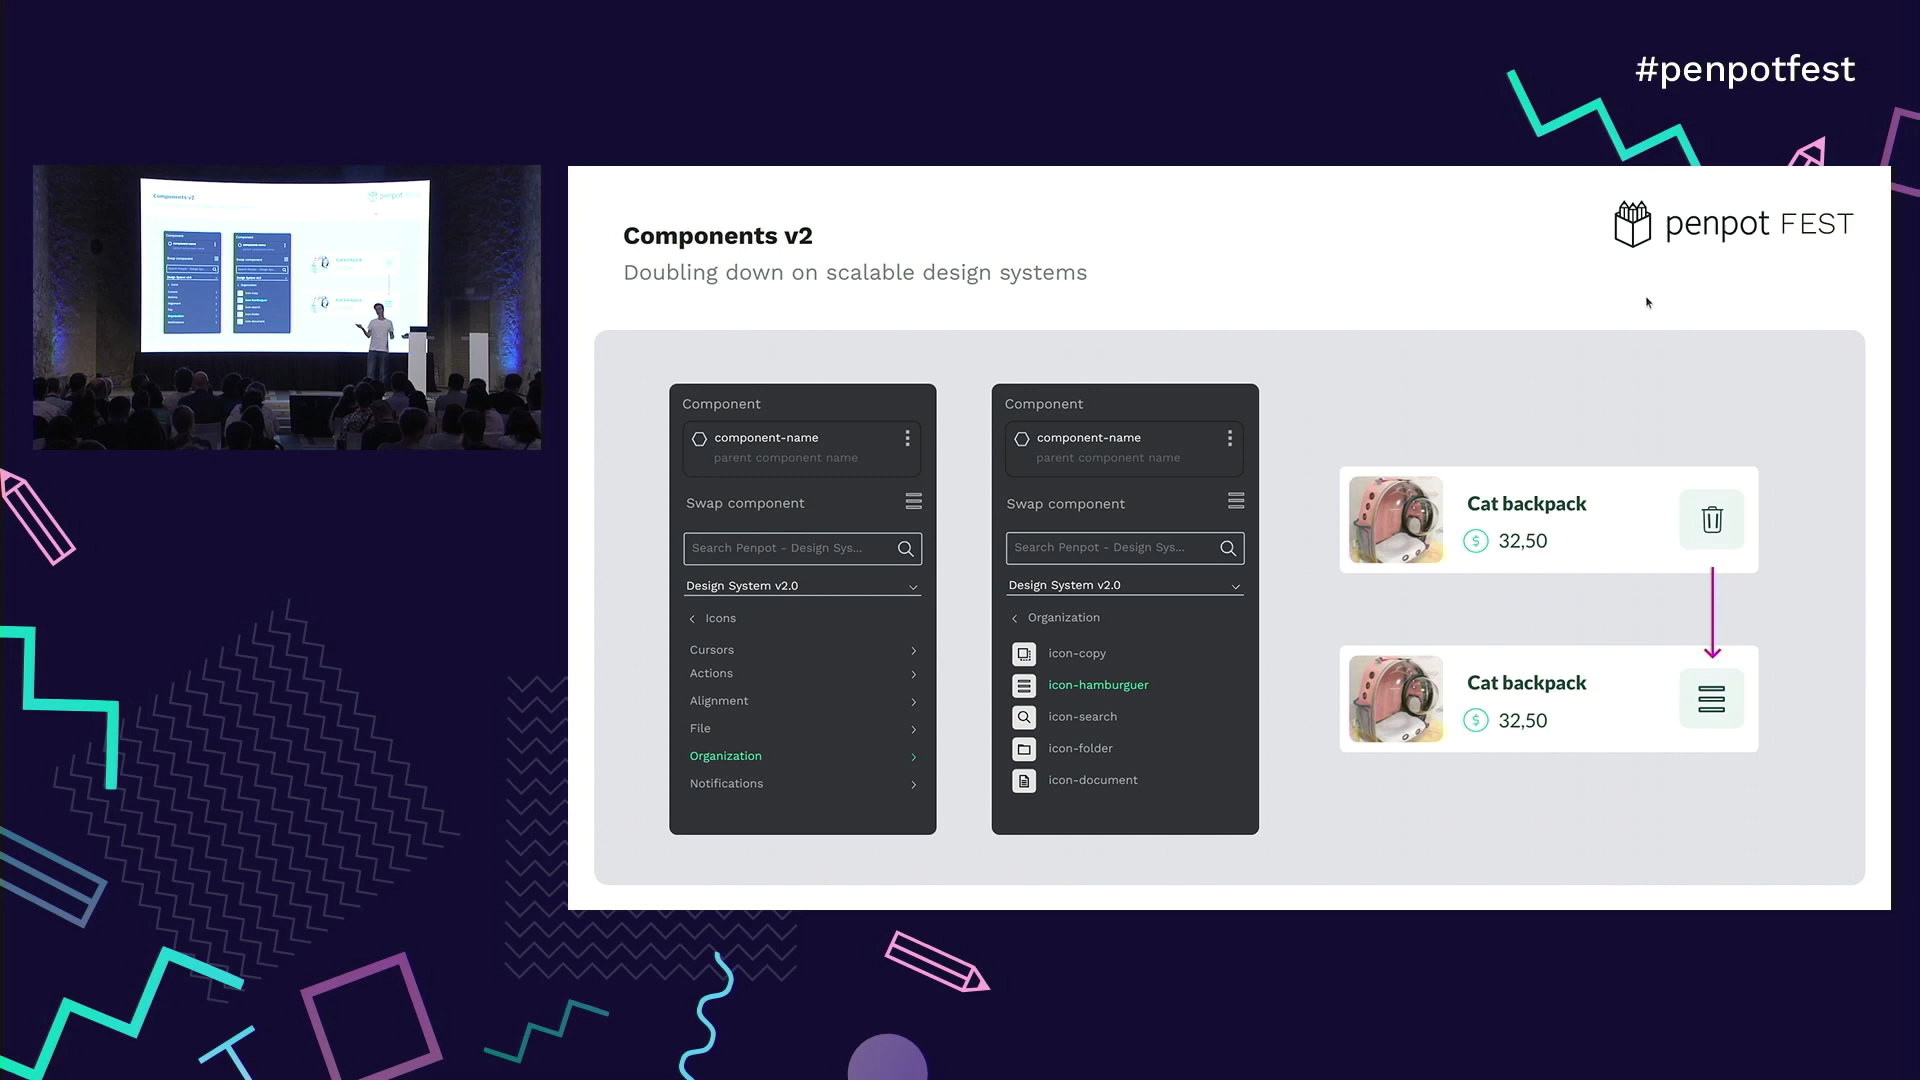 #penpotfest
penpot FEST
Components v2
Doubling down on scalable design systems
Component
component-name
parent component name
Swap component
Search Penpot - Design Sys...
Design System v2.0
Icons
Cursors
Actions
Alignment
File
Organization
Notifications
Component
component-name
parent component name
Swap component
Search Penpot - Design Sys...
Design System v2.0
Organization
icon-copy
icon-hamburguer
icon-search
icon-folder
icon-document
Cat backpack
$ 32,50
Cat backpack
$ 32,50
Components v2
penpot